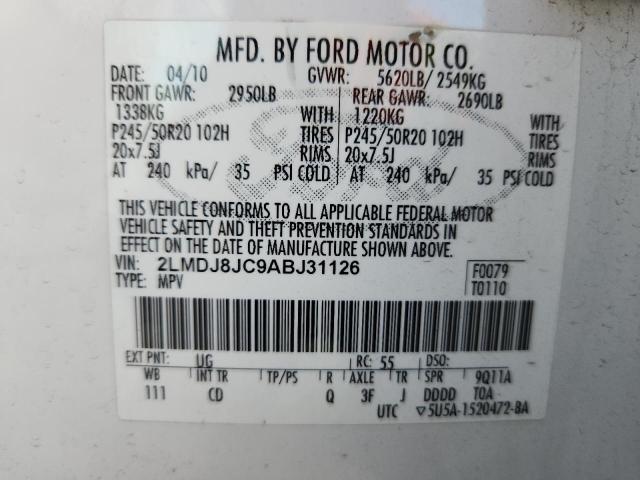 MFD. BY FORD MOTOR CO.
DATE: 04/10 GVWR: 5620LB/ 2549KG
FRONT GAWR: 2950LB REAR GAWR: 2690LB
1338KG WITH 1220KG WITH
P245/50R20 102H TIRES P245/50R20 102H TIRES
20x7.5J RIMS 20x7.5J RIMS
AT 240 kPa/ 35 PSI COLD AT 240 kPa/ 35 PSI COLD
THIS VEHICLE CONFORMS TO ALL APPLICABLE FEDERAL MOTOR
VEHICLE SAFETY AND THEFT PREVENTION STANDARDS IN
EFFECT ON THE DATE OF MANUFACTURE SHOWN ABOVE.
VIN: 2LMDJ8JC9ABJ31126 F0079
TYPE: MPV T0110
EXT PNT: UG RC: 55 DSO:
WB INT TR TP/PS R AXLE TR SPR 9Q11A
111 CD Q 3F J DDDD TOA
UTC ▽5U5A-1520472-BA